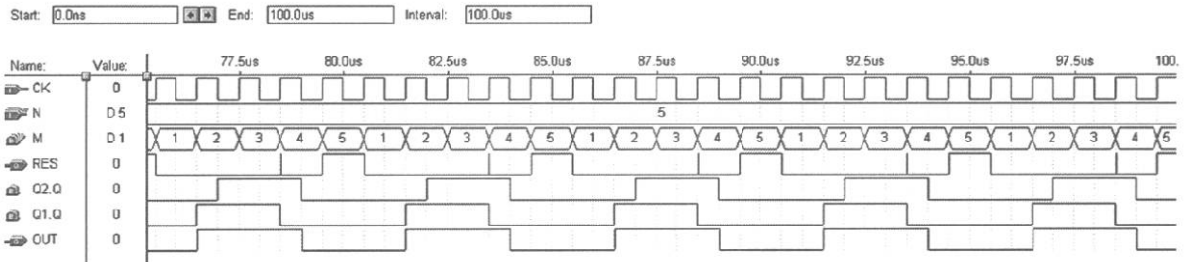 Start: 0.0ns End: 100.0us Interval: 100.0us
Name: Value: 77.5us 80.0us 82.5us 85.0us 87.5us 90.0us 92.5us 95.0us 97.5us 100.
CK 0
N D 5 5
M D 1 1 2 3 4 5 1 2 3 4 5 1 2 3 4 5 1 2 3 4 5 1 2 3 4 5
RES 0
Q2.Q 0
Q1.Q 0
OUT 0